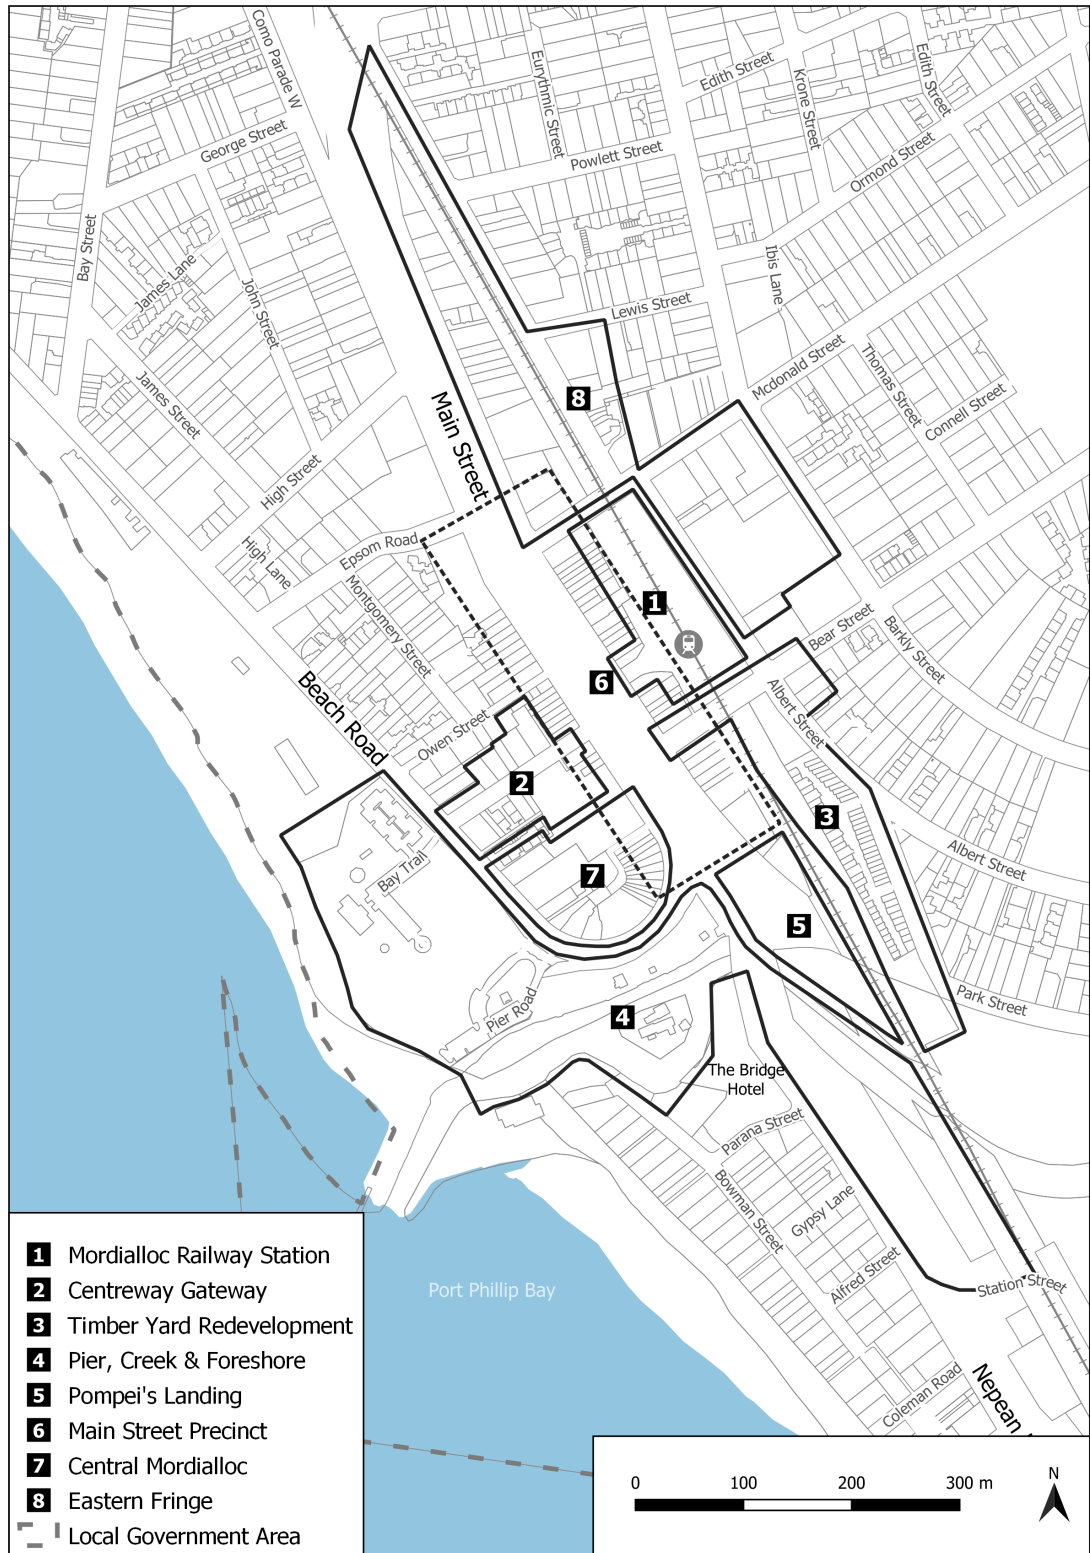 Como Parade W
Eurythmic Street
Edith Street
Edith Street
Krone Street
George Street
Powlett Street
Ormond Street
Bay Street
James Lane
John Street
Ibis Lane
Lewis Street
Mcdonald Street
Thomas Street
Connell Street
James Street
8
Main Street
High Street
High Lane
Epsom Road
Montgomery Street
1
Bear Street
Barkly Street
6
Beach Road
Owen Street
Albert Street
2
3
Albert Street
Bay Trail
7
5
Park Street
Pier Road
4
The Bridge
Hotel
Parana Street
Bowman Street
Gypsy Lane
Alfred Street
Station Street
Port Phillip Bay
Coleman Road
Nepean
1 Mordialloc Railway Station
2 Centreway Gateway
3 Timber Yard Redevelopment
4 Pier, Creek & Foreshore
5 Pompei's Landing
6 Main Street Precinct
7 Central Mordialloc
8 Eastern Fringe
Local Government Area
0 100 200 300 m
N